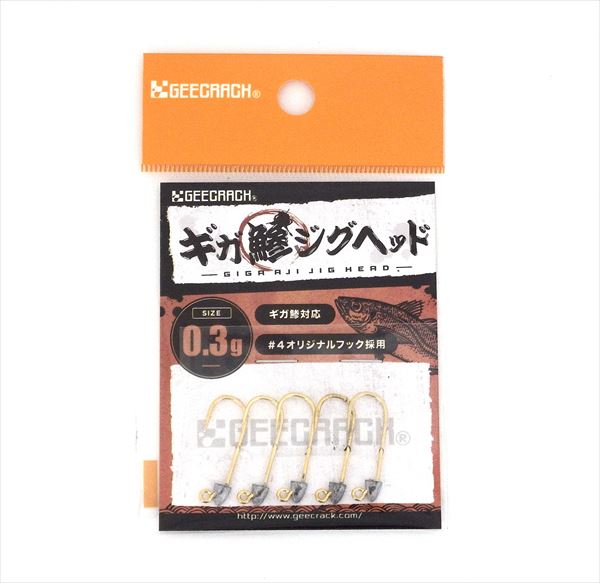 GEECRACK®
GEECRACK®
ギガ鯵ジグヘッド
GIGA AJI JIG HEAD
SIZE
0.3g
ギガ鯵対応
#4オリジナルフック採用
GEECRACK®
http://www.geecrack.com/